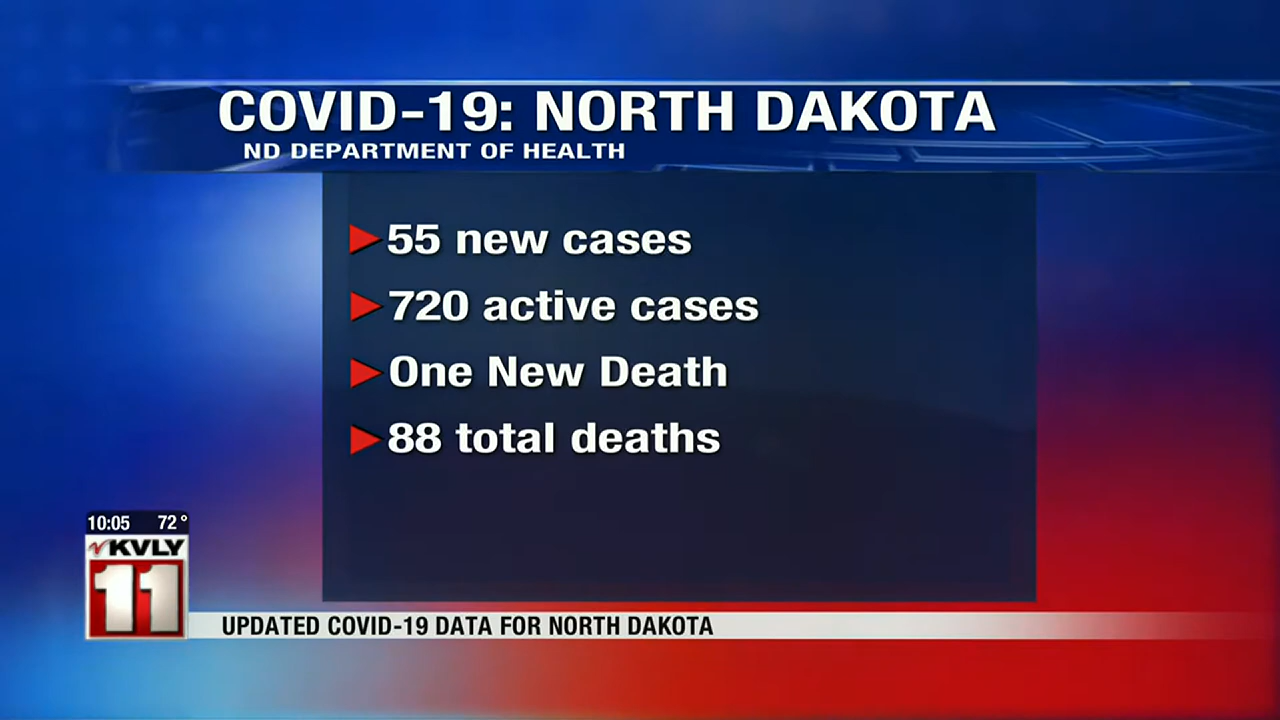 COVID-19: NORTH DAKOTA
ND DEPARTMENT OF HEALTH
55 new cases
720 active cases
One New Death
88 total deaths
10:05 72°
KVLY
11
UPDATED COVID-19 DATA FOR NORTH DAKOTA